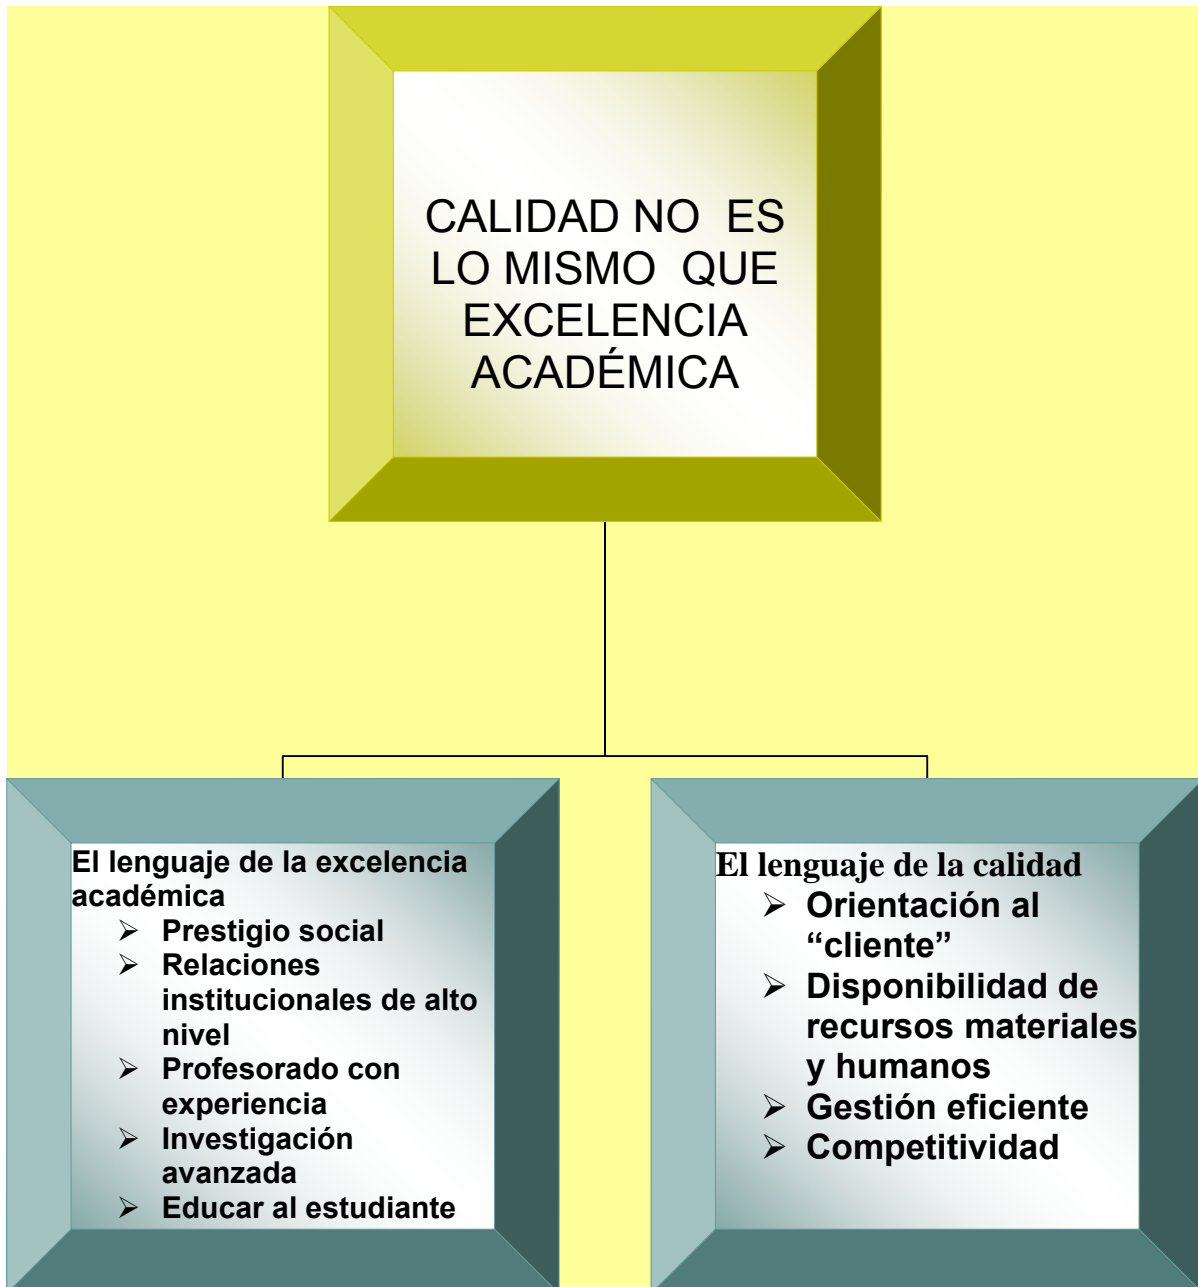 CALIDAD NO ES
LO MISMO QUE
EXCELENCIA
ACADÉMICA
El lenguaje de la excelencia
académica
➢ Prestigio social
➢ Relaciones
institucionales de alto
nivel
➢ Profesorado con
experiencia
➢ Investigación
avanzada
➢ Educar al estudiante
El lenguaje de la calidad
➢ Orientación al
“cliente”
➢ Disponibilidad de
recursos materiales
y humanos
➢ Gestión eficiente
➢ Competitividad